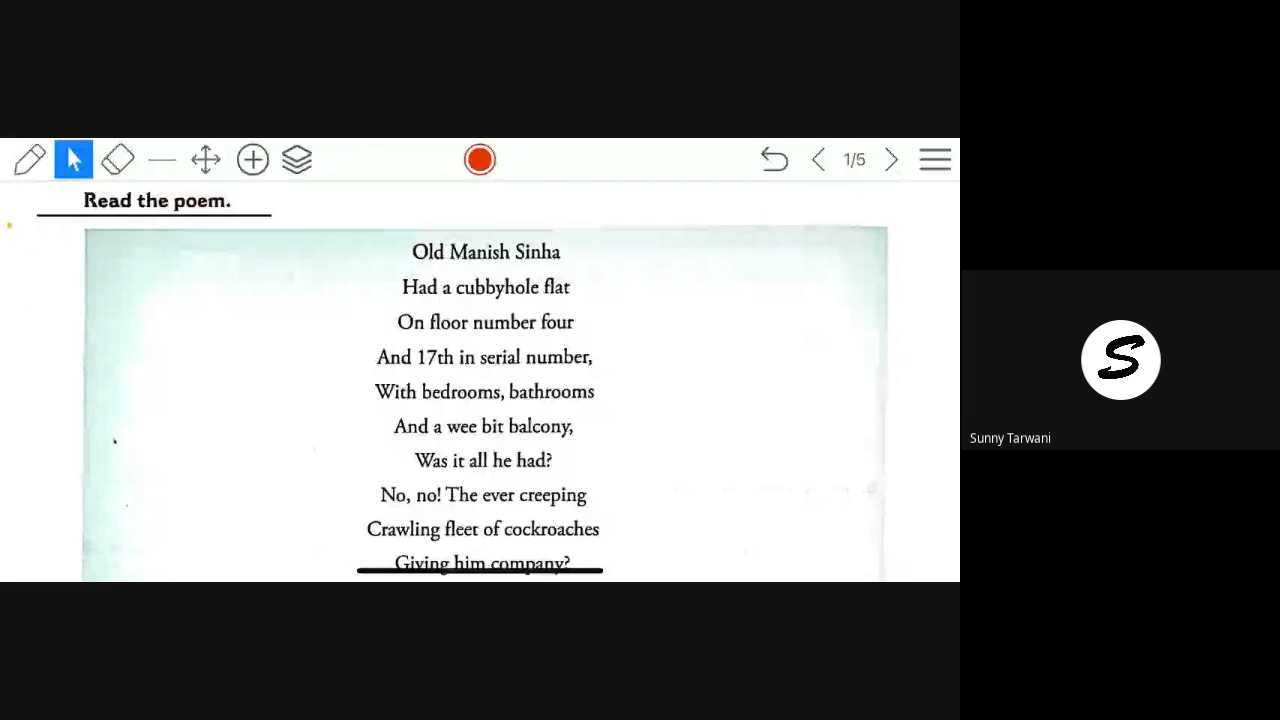 1/5
Read the poem.
Old Manish Sinha
Had a cubbyhole flat
On floor number four
And 17th in serial number,
With bedrooms, bathrooms
And a wee bit balcony,
Was it all he had?
No, no! The ever creeping
Crawling fleet of cockroaches
Giving him company?
S
Sunny Tarwani